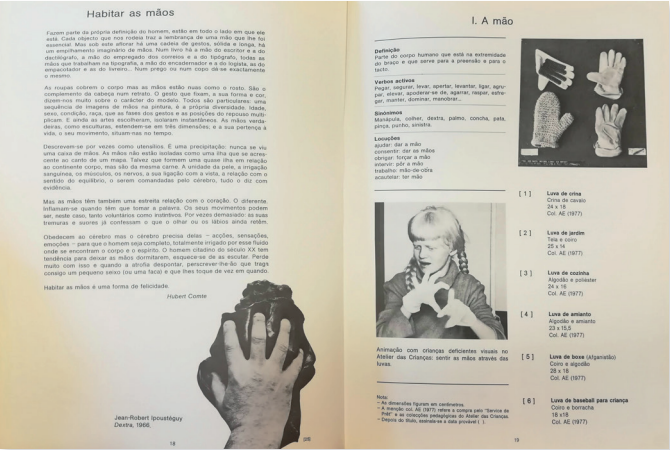 Habitar as mãos
Fazem parte da própria definição do homem, estão em todo o lado em que ele
está. Cada objecto que nos rodeia traz a lembrança de uma mão que lhe foi
essencial. Mas sob este aflorar há uma cadeia de gestos, sólida e longa, há
um empilhamento imaginário de mãos. Num livro há a mão do escritor e a do
dactilógrafo, a mão do empregado dos correios e a do tipógrafo, todas as
mãos que trabalham na tipografia, a mão do encadernador e a do logista, as do
empacotador e as do livreiro... Num prego ou num copo dá-se exactamente
o mesmo.
As roupas cobrem o corpo mas as mãos estão nuas como o rosto. São o
complemento da cabeça num retrato. O gesto que fixam, a sua forma e cor,
dizem-nos muito sobre o carácter do modelo. Todos são particulares: uma
sequência de imagens de mãos na pintura, é a própria diversidade. Idade,
sexo, condição, raça, que as fases dos gestos e as posições do repouso multi-
plicam. E ainda as artes escolheram, isolaram instantâneos. As mãos verda-
deiras, como esculturas, estendem-se em três dimensões; e a sua pertença à
vida, o seu movimento, situam-nas no tempo.
Descrevem-se por vezes como utensílios. É uma precipitação: nunca se viu
uma caixa de mãos. As mãos não estão isoladas como uma ilha que se acres-
cente ao canto de um mapa. Talvez que formem uma quase ilha em relação
ao continente corpo, mas são da mesma carne. A unidade da pele, a irrigação
sanguínea, os músculos, os nervos, a sua ligação com a vista, a relação com o
sentido do equilíbrio, o serem comandadas pelo cérebro, tudo o diz com
evidência.
Mas as mãos têm também uma estreita relação com o coração. O diferente.
Inflamam-se quando têm que tomar a palavra. Os seus movimentos podem
ser, neste caso, tanto voluntários como instintivos. Por vezes demasiado: as suas
tremuras e suores já confessam o que o olhar ou os lábios ainda retêm.
Obedecem ao cérebro mas o cérebro precisa delas – acções, sensações,
emoções – para que o homem seja completo, totalmente irrigado por esse fluido
onde se encontram o corpo e o espírito. O homem citadino do século XX tem
tendência para deixar as mãos dormitarem, esquece-se de as escutar. Perde
muito com isso e quando a atrofia despontar, perscrever-lhe-ão que traga
consigo um pequeno seixo (ou uma faca) e que lhes toque de vez em quando.
Habitar as mãos é uma forma de felicidade.
Hubert Comte
Jean-Robert Ipoustéguy
Dextra, 1966.
18
I. A mão
Definição
Parte do corpo humano que está na extremidade
do braço e que serve para a preensão e para o
tacto.
Verbos activos
Pegar, segurar, levar, apertar, levantar, ligar, agru-
par, elevar, apoderar-se de, agarrar, raspar, esfre-
gar, manter, dominar, manobrar...
Sinónimos
Manápula, colher, dextra, palmo, concha, pata,
pinça, punho, sinistra.
Locuções
ajudar: dar a mão
consentir: dar as mãos
obrigar: forçar a mão
intervir: pôr a mão
trabalho: mão-de-obra
acautelar: ter mão
[ 1 ] Luva de crina
Crina de cavalo
24 x 18
Col. AE (1977)
[ 2 ] Luva de jardim
Tela e coiro
25 x 14
Col. AE (1977)
[ 3 ] Luva de cozinha
Algodão e poliéster
24 x 16
Col. AE (1977)
[ 4 ] Luva de amianto
Algodão e amianto
23 x 15,5
Col. AE (1977)
[ 5 ] Luva de boxe (Afganistão)
Coiro e algodão
28 x 18
Col. AE (1977)
[ 6 ] Luva de baseball para criança
Coiro e borracha
18 x18
Col. AE (1977)
Animação com crianças deficientes visuais no
Atelier das Crianças: sentir as mãos através das
luvas.
Nota:
– As dimensões figuram em centímetros.
– A menção col. AE (1977) refere a compra pelo "Service de
Prêt" e as colecções pedagógicas do Atelier das Crianças
– Depois do título, assinala-se a data provável ( ).
19